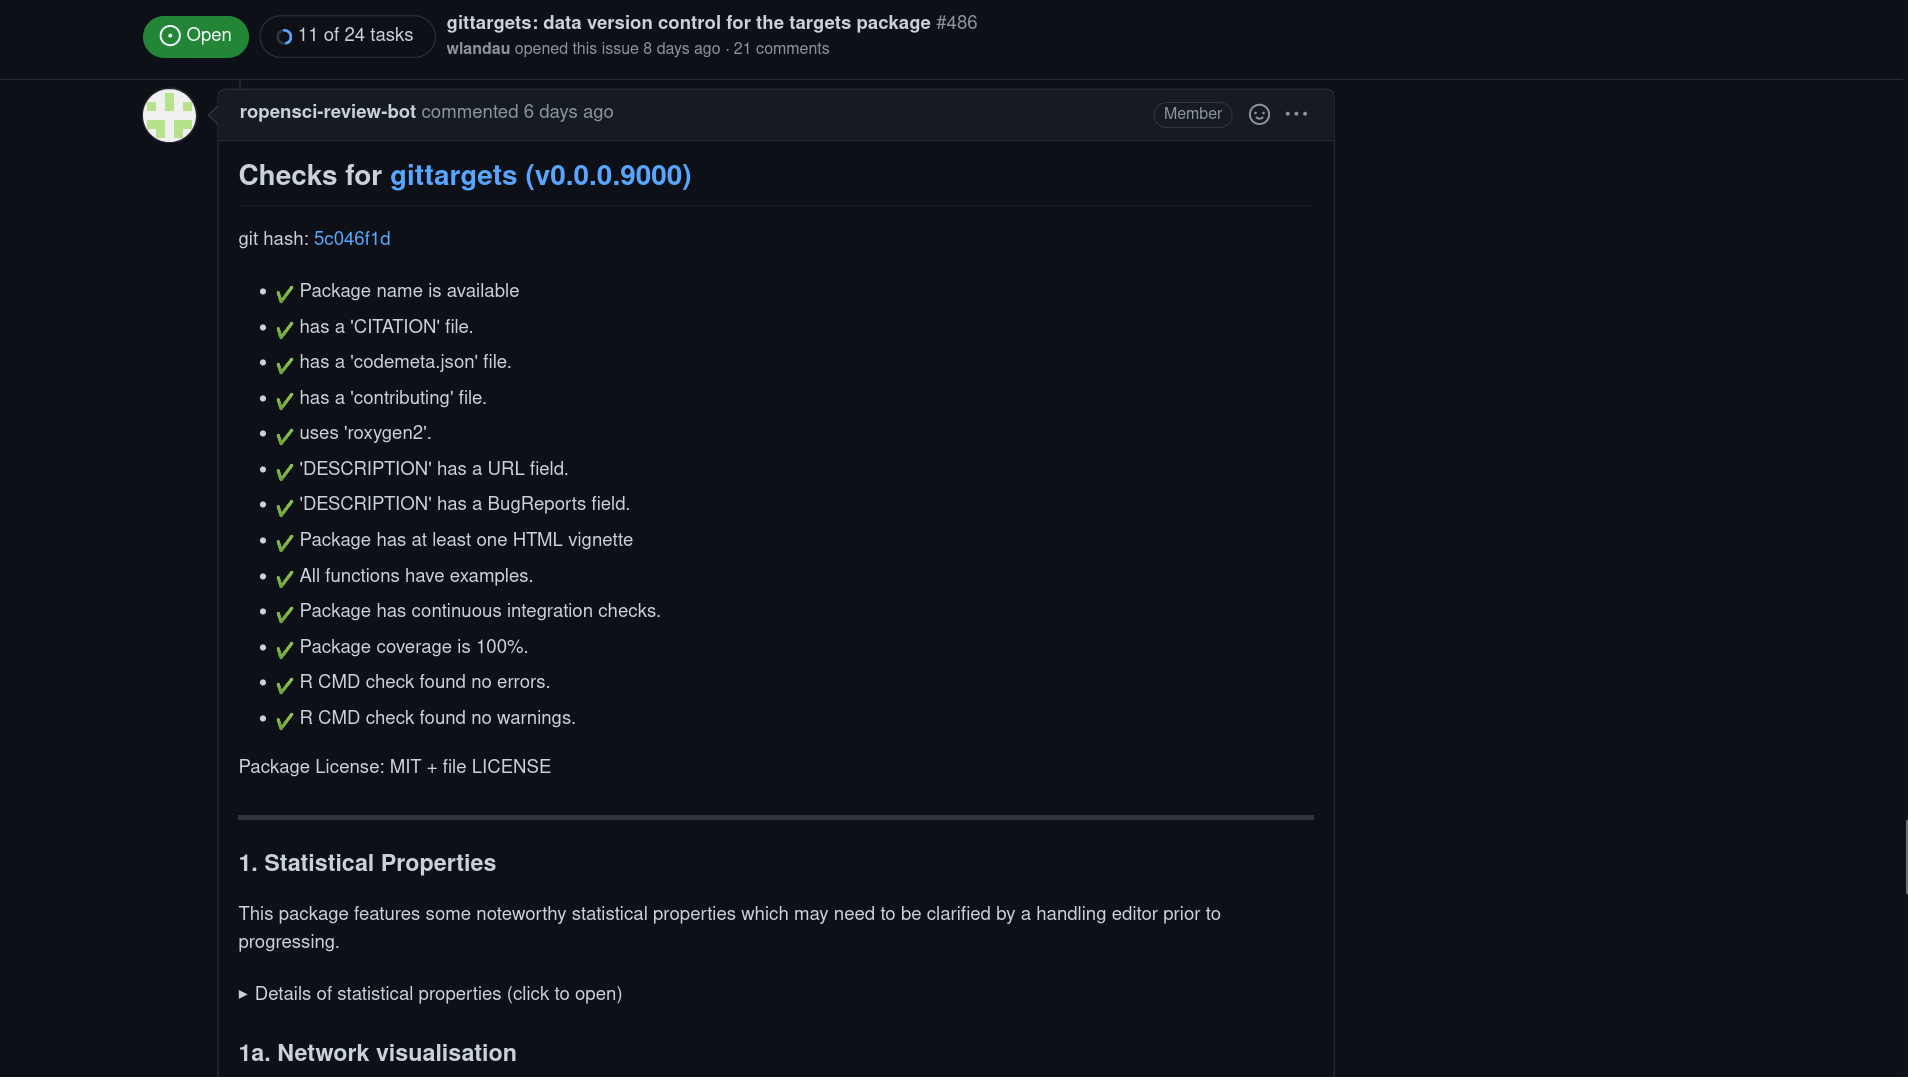 Open
11 of 24 tasks
gittargets: data version control for the targets package #486
wlandau opened this issue 8 days ago · 21 comments
ropensci-review-bot commented 6 days ago
Member
Checks for gittargets (v0.0.0.9000)
git hash: 5c046f1d
• ✔ Package name is available
• ✔ has a 'CITATION' file.
• ✔ has a 'codemeta.json' file.
• ✔ has a 'contributing' file.
• ✔ uses 'roxygen2'.
• ✔ 'DESCRIPTION' has a URL field.
• ✔ 'DESCRIPTION' has a BugReports field.
• ✔ Package has at least one HTML vignette
• ✔ All functions have examples.
• ✔ Package has continuous integration checks.
• ✔ Package coverage is 100%.
• ✔ R CMD check found no errors.
• ✔ R CMD check found no warnings.
Package License: MIT + file LICENSE
1. Statistical Properties
This package features some noteworthy statistical properties which may need to be clarified by a handling editor prior to
progressing.
▸ Details of statistical properties (click to open)
1a. Network visualisation